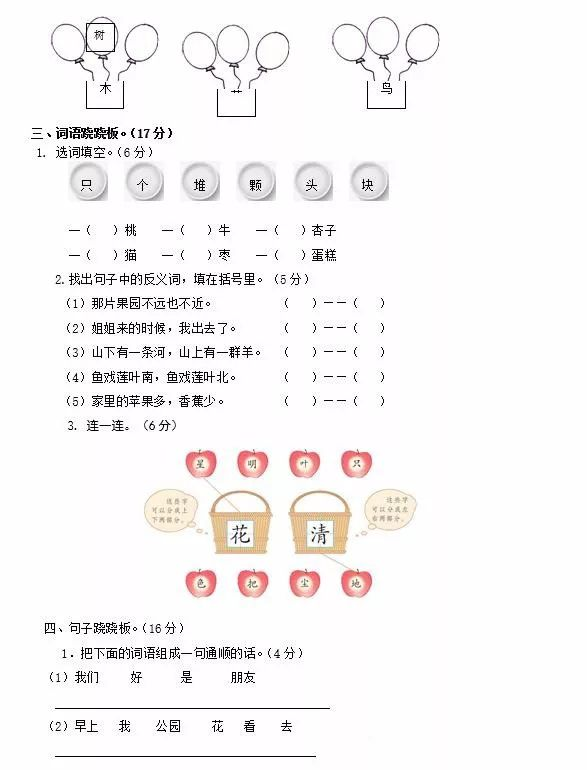 树
木 艹 鸟
三、词语跷跷板。(17分)
1. 选词填空。(6分)
只 个 堆 颗 头 块
一( )桃 一( )牛 一( )杏子
一( )猫 一( )枣 一( )蛋糕
2.找出句子中的反义词，填在括号里。(5分)
(1)那片果园不远也不近。 ( )——( )
(2)姐姐来的时候，我出去了。 ( )——( )
(3)山下有一条河，山上有一群羊。 ( )——( )
(4)鱼戏莲叶南，鱼戏莲叶北。 ( )——( )
(5)家里的苹果多，香蕉少。 ( )——( )
3. 连一连。(6分)
星 明 叶 只
这些字
可以分成上
下两部分。
花 清
这些字
可以分成左
右两部分。
色 把 尘 地
四、句子跷跷板。(16分)
1.把下面的词语组成一句通顺的话。(4分)
(1)我们 好 是 朋友
(2)早上 我 公园 花 看 去